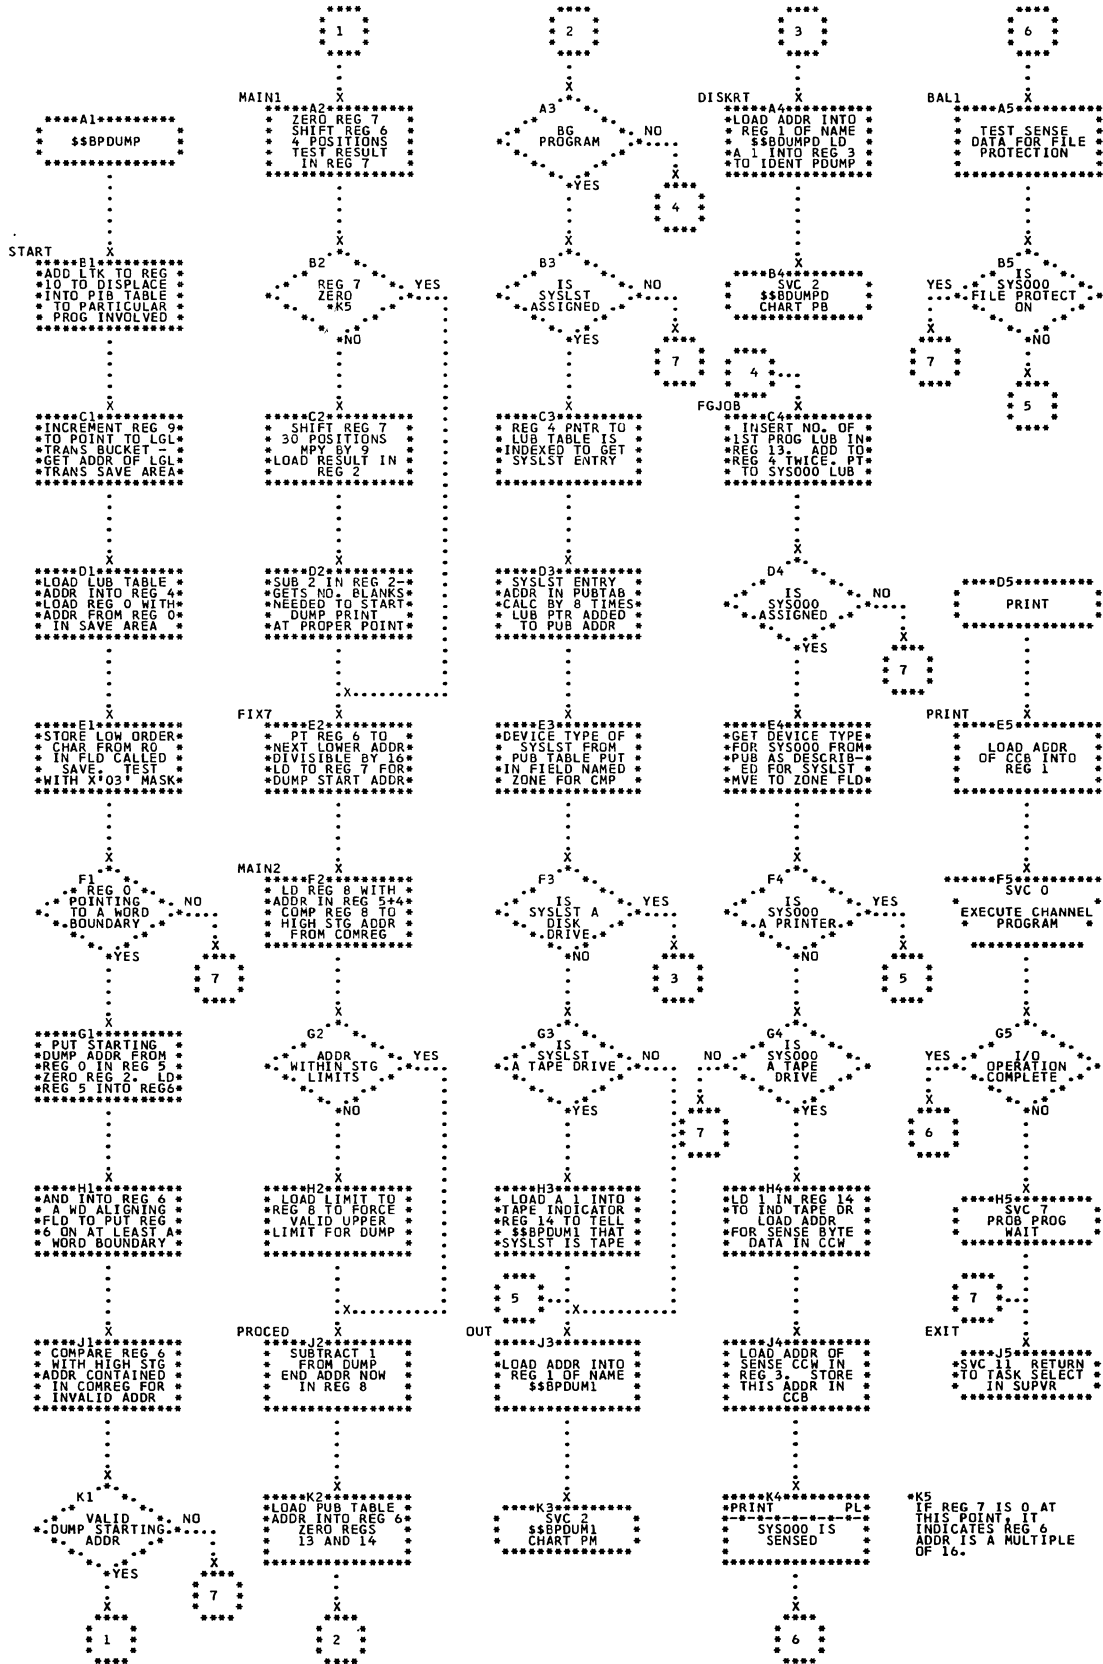 1
2
3
6
A1
$$BPDUMP
START
B1
ADD LTK TO REG
10 TO DISPLACE
INTO PIB TABLE
TO PARTICULAR
PROG INVOLVED
C1
INCREMENT REG 9
TO POINT TO LGL
TRANS BUCKET -
GET ADDR OF LGL
TRANS SAVE AREA
D1
LOAD LUB TABLE
ADDR INTO REG 4
LOAD REG 0 WITH
ADDR FROM REG 0
IN SAVE AREA
E1
STORE LOW ORDER
CHAR FROM R0
IN FLD CALLED
SAVE. TEST
WITH X'03' MASK
F1
REG 0
POINTING
TO A WORD
BOUNDARY
NO
7
YES
G1
PUT STARTING
DUMP ADDR FROM
REG 0 IN REG 5
ZERO REG 2. LD
REG 5 INTO REG6
H1
AND INTO REG 6
A WD ALIGNING
FLD TO PUT REG
6 ON AT LEAST A
WORD BOUNDARY
J1
COMPARE REG 6
WITH HIGH STG
ADDR CONTAINED
IN COMREG FOR
INVALID ADDR
K1
VALID
DUMP STARTING
ADDR
NO
7
YES
1
MAIN1
A2
ZERO REG 7
SHIFT REG 6
4 POSITIONS
TEST RESULT
IN REG 7
B2
REG 7
ZERO
*K5
YES
NO
C2
SHIFT REG 7
30 POSITIONS
MPY BY 9
LOAD RESULT IN
REG 2
D2
SUB 2 IN REG 2-
GETS NO. BLANKS
NEEDED TO START
DUMP PRINT
AT PROPER POINT
FIX7
E2
PT REG 6 TO
NEXT LOWER ADDR
DIVISIBLE BY 16
LD TO REG 7 FOR
DUMP START ADDR
MAIN2
F2
LD REG 8 WITH
ADDR IN REG 5+4
COMP REG 8 TO
HIGH STG ADDR
FROM COMREG
G2
ADDR
WITHIN STG
LIMITS
YES
NO
H2
LOAD LIMIT TO
REG 8 TO FORCE
VALID UPPER
LIMIT FOR DUMP
PROCED
J2
SUBTRACT 1
FROM DUMP
END ADDR NOW
IN REG 8
K2
LOAD PUB TABLE
ADDR INTO REG 6
ZERO REGS
13 AND 14
2
A3
BG
PROGRAM
NO
4
YES
B3
IS
SYSLST
ASSIGNED
NO
7
YES
C3
REG 4 PNTR TO
LUB TABLE IS
INDEXED TO GET
SYSLST ENTRY
D3
SYSLST ENTRY
ADDR IN PUBTAB
CALC BY 8 TIMES
LUB PTR ADDED
TO PUB ADDR
E3
DEVICE TYPE OF
SYSLST FROM
PUB TABLE PUT
IN FIELD NAMED
ZONE FOR CMP
F3
IS
SYSLST A
DISK
DRIVE
YES
3
NO
G3
IS
SYSLST
A TAPE DRIVE
NO
YES
H3
LOAD A 1 INTO
TAPE INDICATOR
REG 14 TO TELL
$$BPDUM1 THAT
SYSLST IS TAPE
5
OUT
J3
LOAD ADDR INTO
REG 1 OF NAME
$$BPDUM1
K3
SVC 2
$$BPDUM1
CHART PM
DISKRT
A4
LOAD ADDR INTO
REG 1 OF NAME
$$BDUMPD LD
A 1 INTO REG 3
TO IDENT PDUMP
B4
SVC 2
$$BDUMPD
CHART PB
4
FGJOB
C4
INSERT NO. OF
1ST PROG LUB IN
REG 13. ADD TO
REG 4 TWICE. PT
TO SYS000 LUB
D4
IS
SYS000
ASSIGNED
NO
7
YES
E4
GET DEVICE TYPE
FOR SYS000 FROM
PUB AS DESCRIB-
ED FOR SYSLST
MVE TO ZONE FLD
F4
IS
SYS000
A PRINTER
YES
5
NO
G4
IS
SYS000
A TAPE
DRIVE
NO
7
YES
H4
LD 1 IN REG 14
TO IND TAPE DR
LOAD ADDR
FOR SENSE BYTE
DATA IN CCW
J4
LOAD ADDR OF
SENSE CCW IN
REG 3. STORE
THIS ADDR IN
CCB
K4
PRINT PL
SYS000 IS
SENSED
6
BAL1
A5
TEST SENSE
DATA FOR FILE
PROTECTION
B5
IS
SYS000
FILE PROTECT
ON
YES
7
NO
5
D5
PRINT
PRINT
E5
LOAD ADDR
OF CCB INTO
REG 1
F5
SVC 0
EXECUTE CHANNEL
PROGRAM
G5
I/O
OPERATION
COMPLETE
YES
6
NO
H5
SVC 7
PROB PROG
WAIT
7
EXIT
J5
SVC 11 RETURN
TO TASK SELECT
IN SUPVR
*K5
IF REG 7 IS 0 AT
THIS POINT, IT
INDICATES REG 6
ADDR IS A MULTIPLE
OF 16.